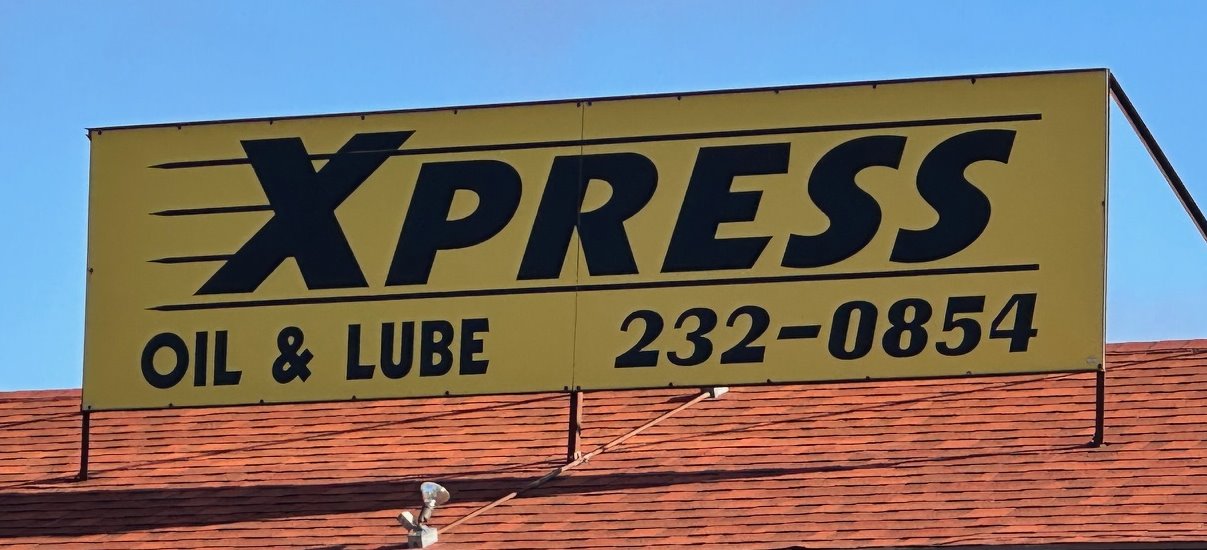 XPRESS
OIL & LUBE 232-0854